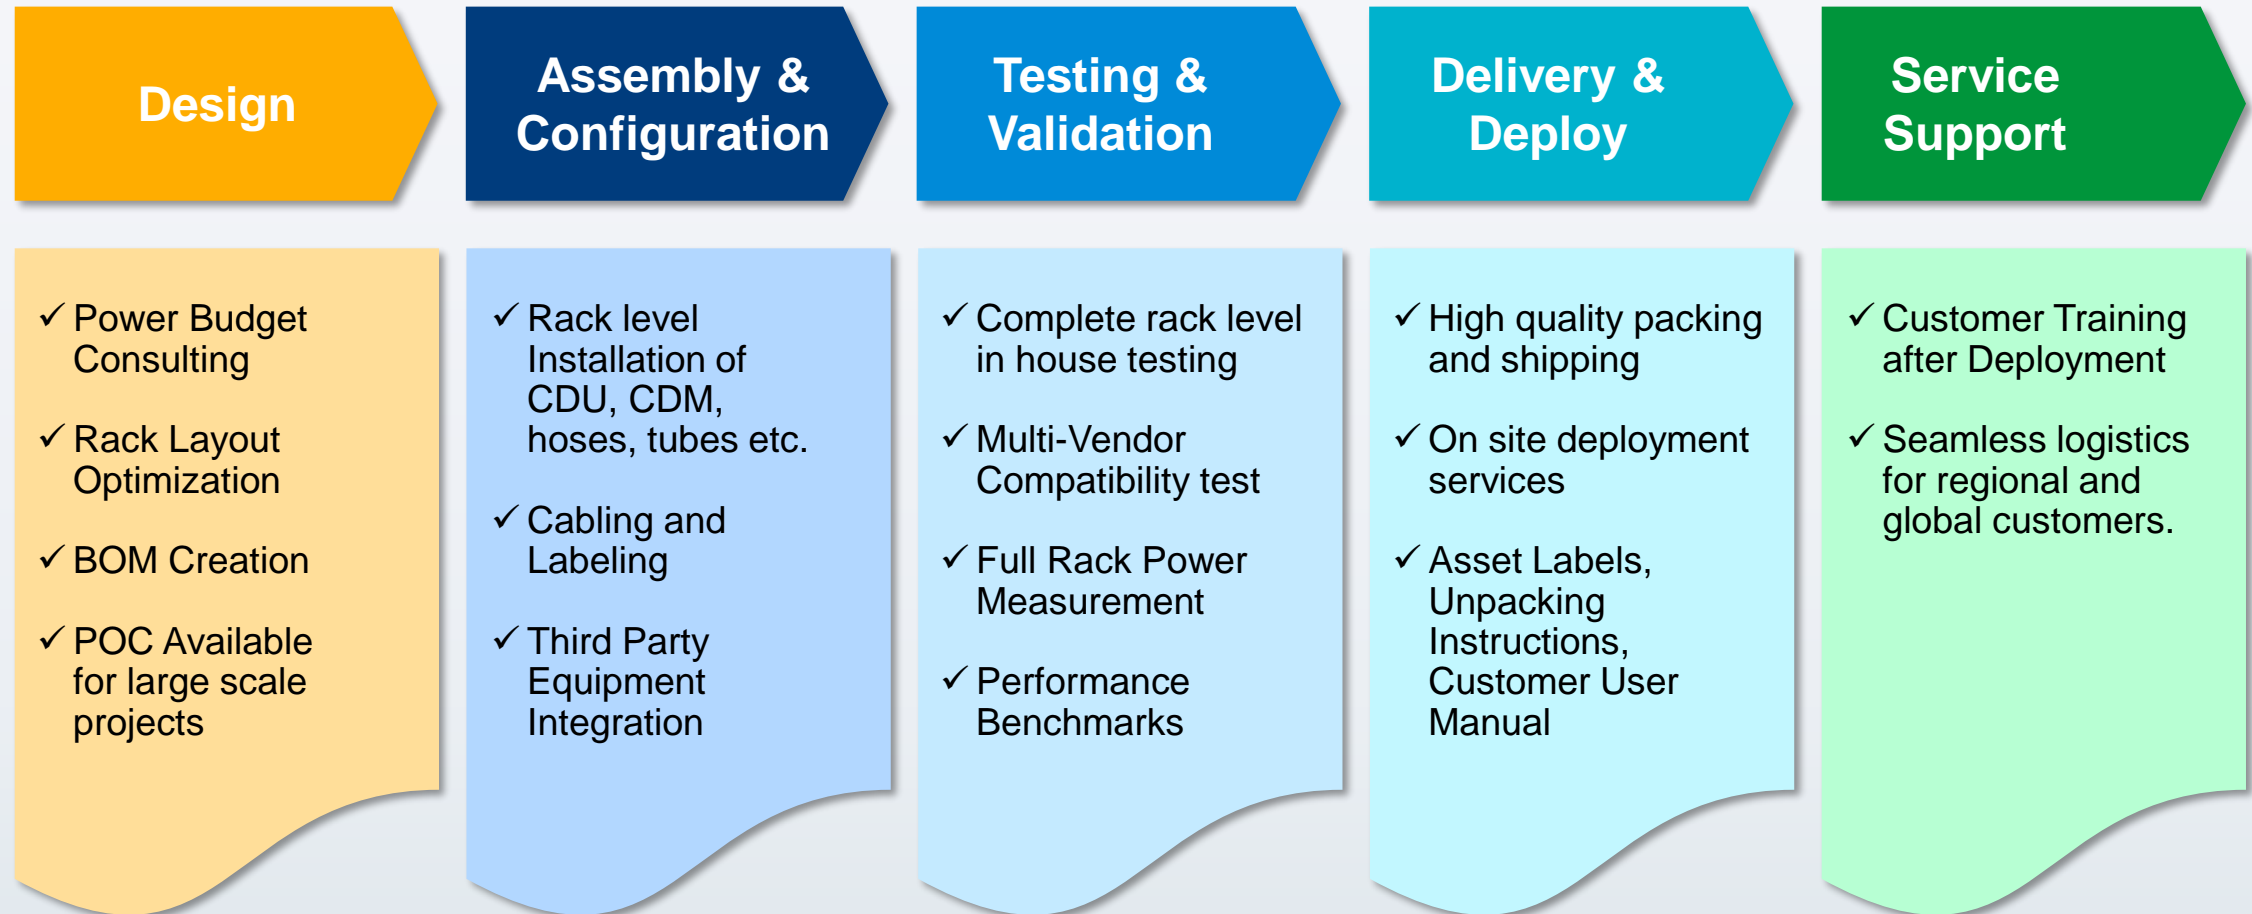 Design
Assembly &
Configuration
Testing &
Validation
Delivery &
Deploy
Service
Support
✓ Power Budget
Consulting
✓ Rack Layout
Optimization
✓ BOM Creation
✓ POC Available
for large scale
projects
✓ Rack level
Installation of
CDU, CDM,
hoses, tubes etc.
✓ Cabling and
Labeling
✓ Third Party
Equipment
Integration
✓ Complete rack level
in house testing
✓ Multi-Vendor
Compatibility test
✓ Full Rack Power
Measurement
✓ Performance
Benchmarks
✓ High quality packing
and shipping
✓ On site deployment
services
✓ Asset Labels,
Unpacking
Instructions,
Customer User
Manual
✓ Customer Training
after Deployment
✓ Seamless logistics
for regional and
global customers.